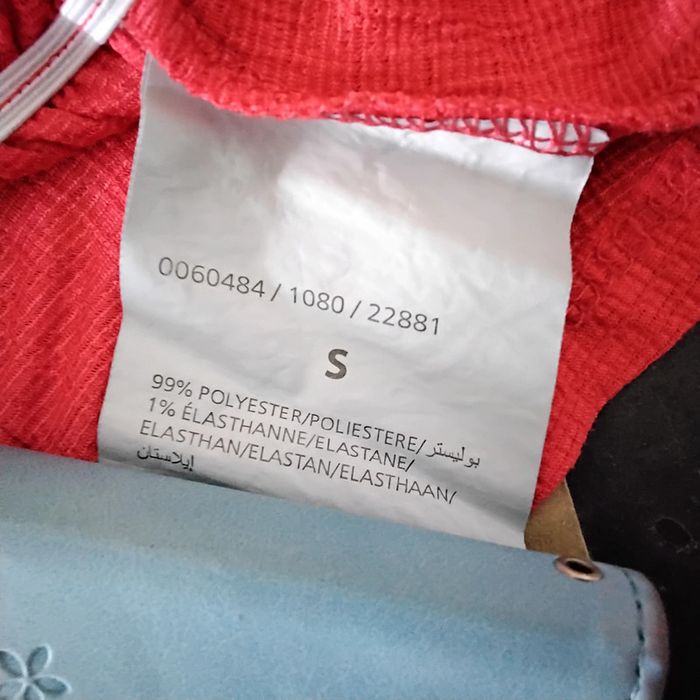 0060484 / 1080 / 22881
S
99% POLYESTER/POLIESTERE/بوليستر
1% ÉLASTHANNE/ELASTANE/
ELASTHAN/ELASTAN/ELASTHAAN/
إيلاستان